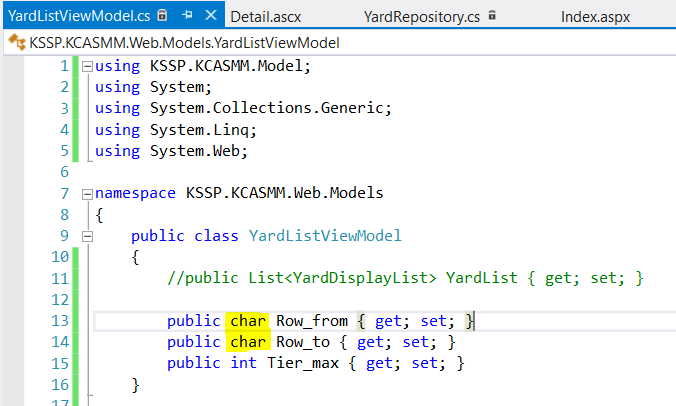 YardListViewModel.cs Detail.ascx YardRepository.cs Index.aspx
KSSP.KCASMM.Web.Models.YardListViewModel
1 using KSSP.KCASMM.Model;
2 using System;
3 using System.Collections.Generic;
4 using System.Linq;
5 using System.Web;
6
7 namespace KSSP.KCASMM.Web.Models
8 {
9 public class YardListViewModel
10 {
11 //public List<YardDisplayList> YardList { get; set; }
12
13 public char Row_from { get; set; }
14 public char Row_to { get; set; }
15 public int Tier_max { get; set; }
16 }
17